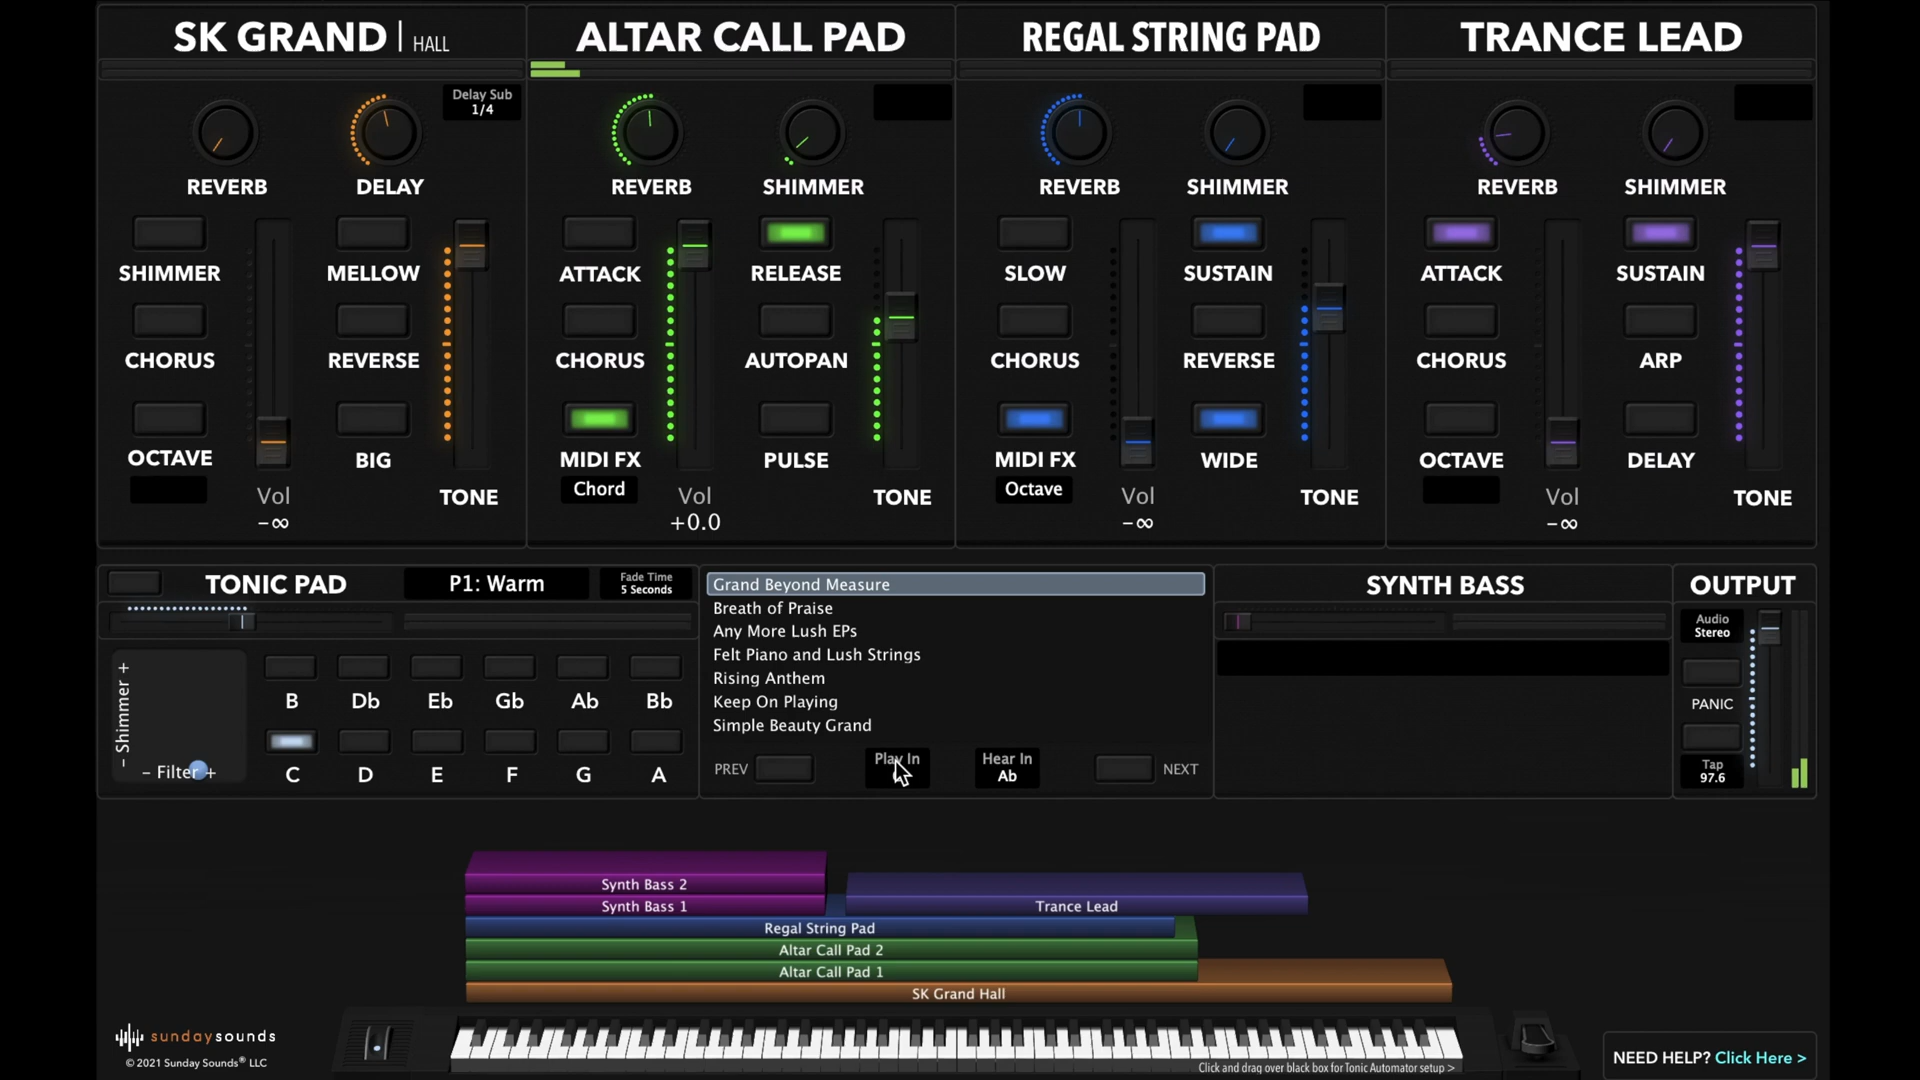 SK GRAND | HALL
ALTAR CALL PAD
REGAL STRING PAD
TRANCE LEAD
Delay Sub
1/4
REVERB
DELAY
REVERB
SHIMMER
REVERB
SHIMMER
REVERB
SHIMMER
SHIMMER
MELLOW
ATTACK
RELEASE
SLOW
SUSTAIN
ATTACK
SUSTAIN
CHORUS
REVERSE
CHORUS
AUTOPAN
CHORUS
REVERSE
CHORUS
ARP
OCTAVE
BIG
MIDI FX
PULSE
MIDI FX
WIDE
OCTAVE
DELAY
Chord
Octave
Vol
-∞
TONE
Vol
+0.0
TONE
Vol
-∞
TONE
Vol
-∞
TONE
TONIC PAD
P1: Warm
Fade Time
5 Seconds
- Shimmer +
- Filter +
B
Db
Eb
Gb
Ab
Bb
C
D
E
F
G
A
Grand Beyond Measure
Breath of Praise
Any More Lush EPs
Felt Piano and Lush Strings
Rising Anthem
Keep On Playing
Simple Beauty Grand
PREV
Play In
Hear In
Ab
NEXT
SYNTH BASS
OUTPUT
Audio
Stereo
PANIC
Tap
97.6
Synth Bass 2
Synth Bass 1
Trance Lead
Regal String Pad
Altar Call Pad 2
Altar Call Pad 1
SK Grand Hall
sundaysounds
© 2021 Sunday Sounds® LLC
Click and drag over black box for Tonic Automator setup >
NEED HELP? Click Here >